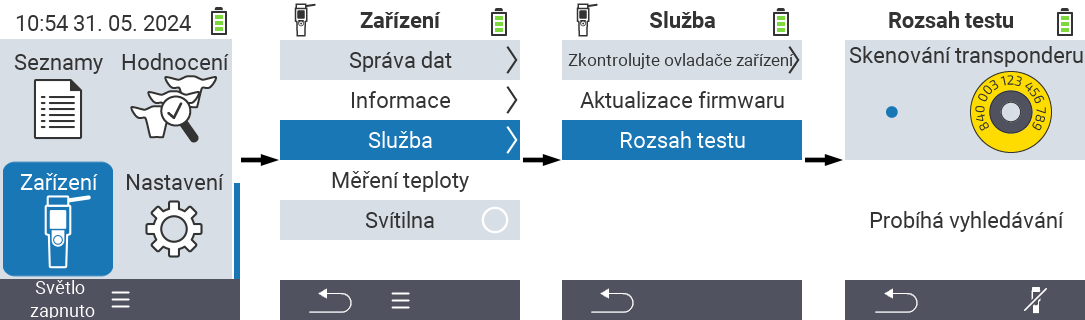 10:54 31. 05. 2024
Seznamy
Hodnocení
Zařízení
Nastavení
Světlo
zapnuto
Zařízení
Správa dat
Informace
Služba
Měření teploty
Svítilna
Služba
Zkontrolujte ovladače zařízení
Aktualizace firmwaru
Rozsah testu
Rozsah testu
Skenování transponderu
840 003 123 456 789
Probíhá vyhledávání